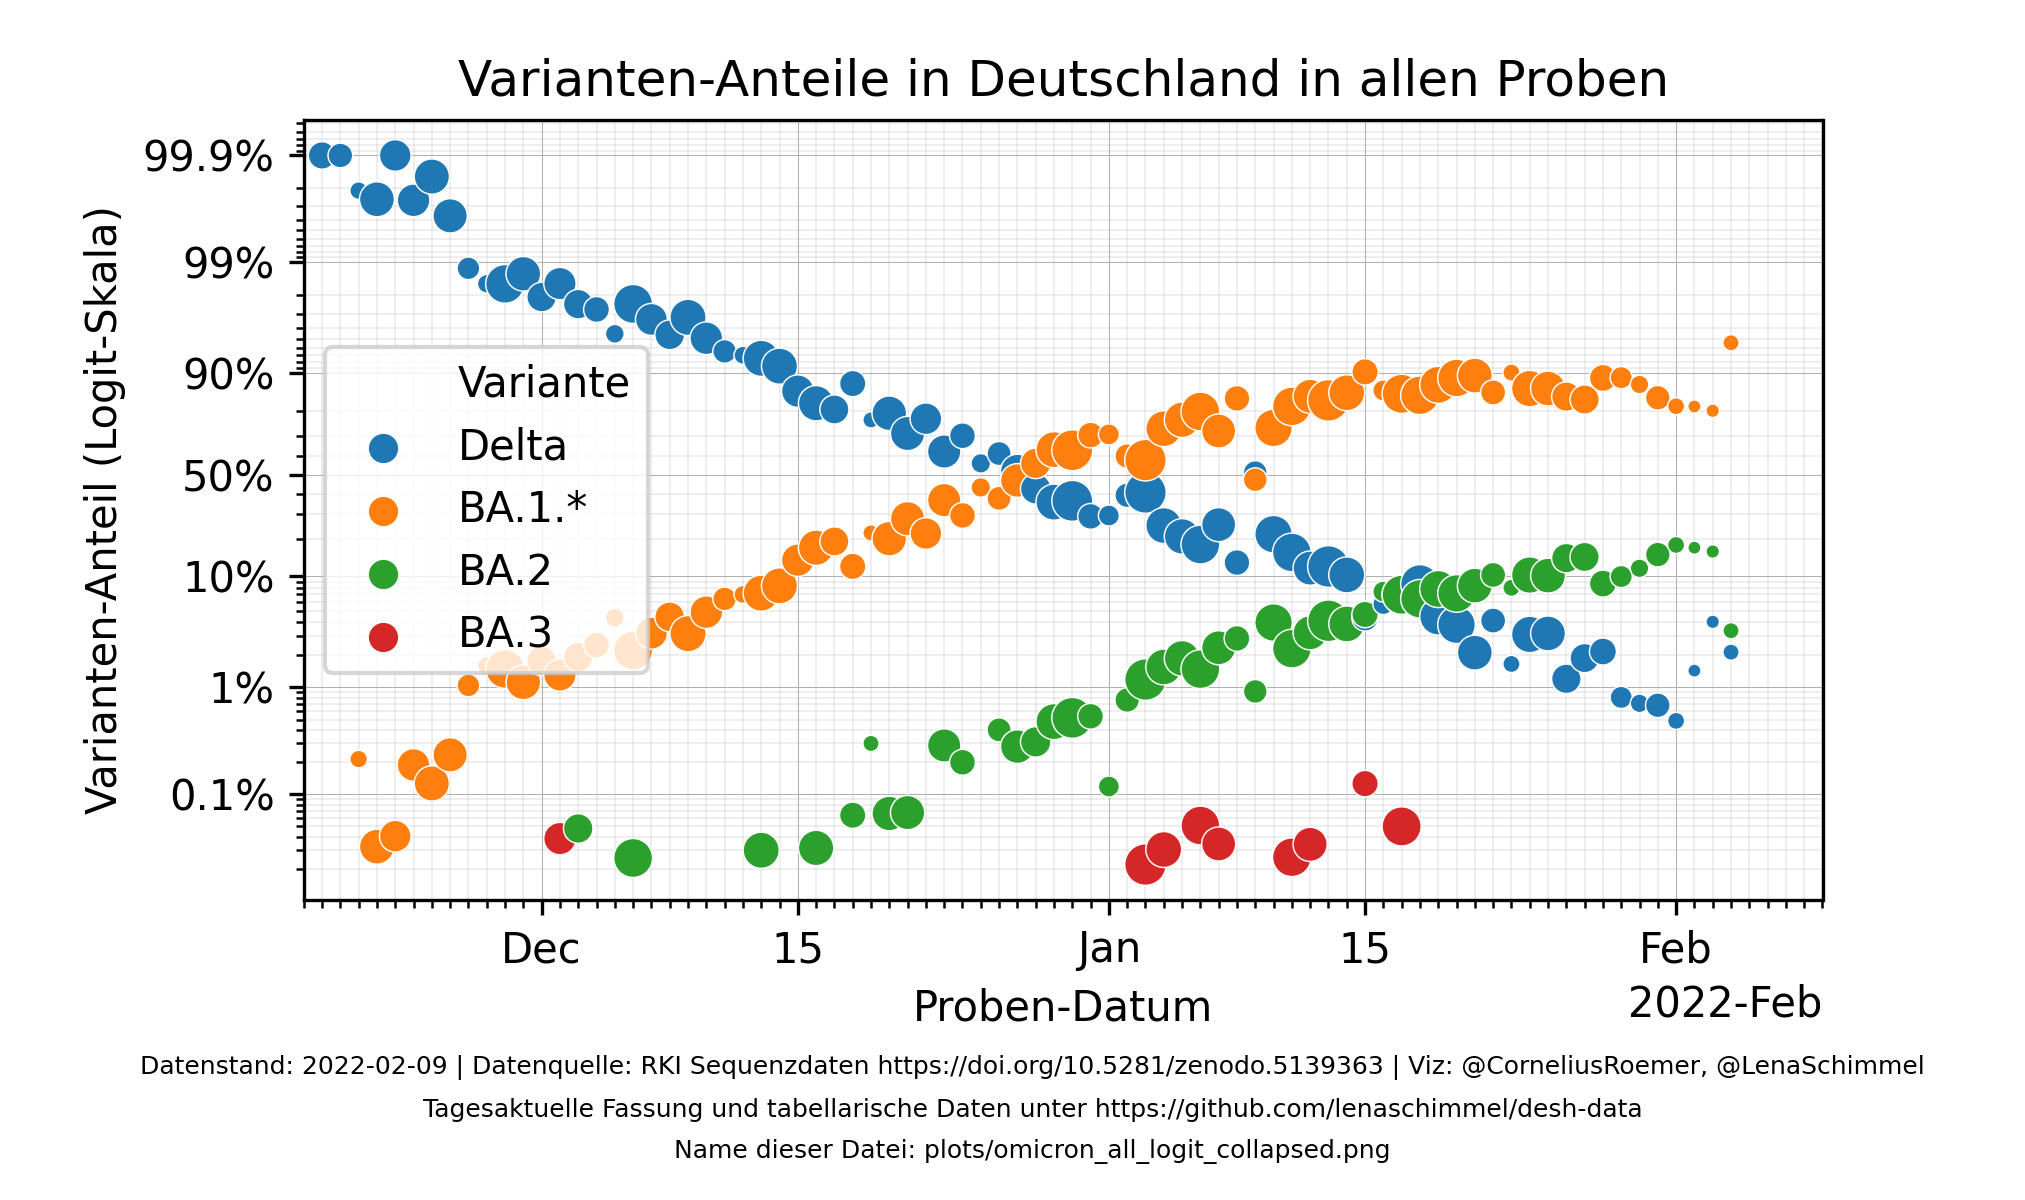 Varianten-Anteile in Deutschland in allen Proben
Varianten-Anteil (Logit-Skala)
99.9%
99%
90%
50%
10%
1%
0.1%
Variante
Delta
BA.1.*
BA.2
BA.3
Dec
15
Jan
15
Feb
Proben-Datum
2022-Feb
Datenstand: 2022-02-09 | Datenquelle: RKI Sequenzdaten https://doi.org/10.5281/zenodo.5139363 | Viz: @CorneliusRoemer, @LenaSchimmel
Tagesaktuelle Fassung und tabellarische Daten unter https://github.com/lenaschimmel/desh-data
Name dieser Datei: plots/omicron_all_logit_collapsed.png